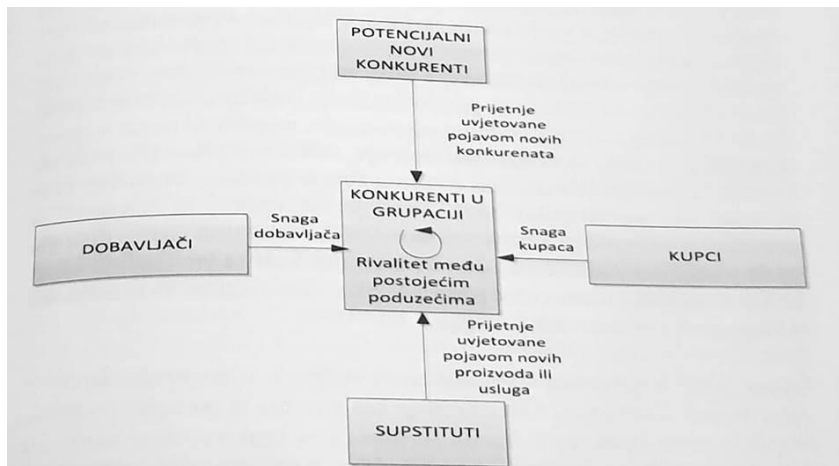 POTENCIJALNI
NOVI
KONKURENTI
Prijetnje
uvjetovane
pojavom novih
konkurenata
KONKURENTI U
GRUPACIJI
Rivalitet među
postojećim
poduzećima
DOBAVLJAČI
Snaga
dobavljača
Snaga
kupaca
KUPCI
Prijetnje
uvjetovane
pojavom novih
proizvoda ili
usluga
SUPSTITUTI